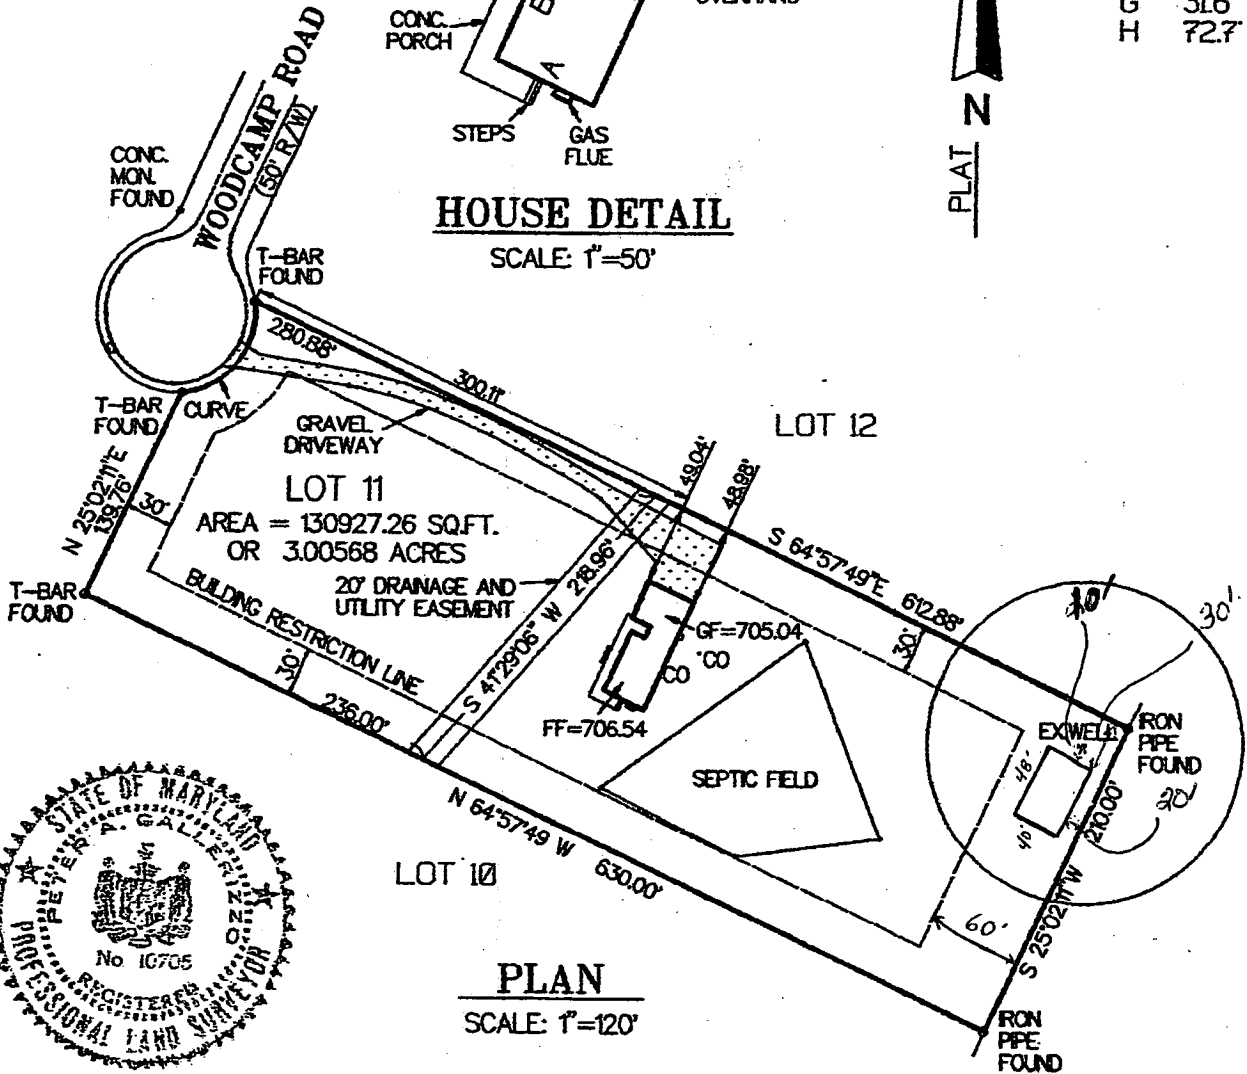 CONC.
PORCH
B
A
STEPS
GAS
FLUE
G 31.6'
H 72.7'
N
PLAT
HOUSE DETAIL
SCALE: 1"=50'
WOODCAMP ROAD
(50' R/W)
CONC.
MON.
FOUND
T-BAR
FOUND
280.88'
300.11'
T-BAR
FOUND
CURVE
GRAVEL
DRIVEWAY
LOT 12
49.04'
48.98'
LOT 11
AREA = 130927.26 SQ.FT.
OR 3.00568 ACRES
N 25°02'11"E
139.76'
30'
T-BAR
FOUND
20' DRAINAGE AND
UTILITY EASEMENT
BUILDING RESTRICTION LINE
S 41°29'06" W 218.96'
S 64°57'49"E 612.88'
30'
GF=705.04
CO
CO
FF=706.54
30'
236.00'
SEPTIC FIELD
10'
30'
EX.WELL
IRON
PIPE
FOUND
48'
40'
20'
210.00'
S 25°02'11"W
60'
N 64°57'49 W 630.00'
LOT 10
STATE OF MARYLAND
PETER A. GALLERIZZO
No. 10705
REGISTERED
PROFESSIONAL LAND SURVEYOR
PLAN
SCALE: 1"=120'
IRON
PIPE
FOUND